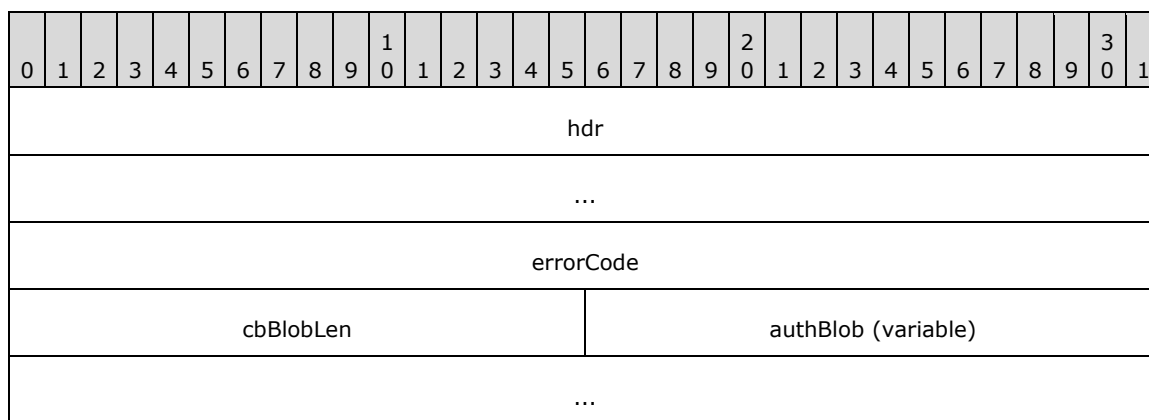 1 2 3
0 1 2 3 4 5 6 7 8 9 0 1 2 3 4 5 6 7 8 9 0 1 2 3 4 5 6 7 8 9 0 1
hdr
...
errorCode
cbBlobLen authBlob (variable)
...